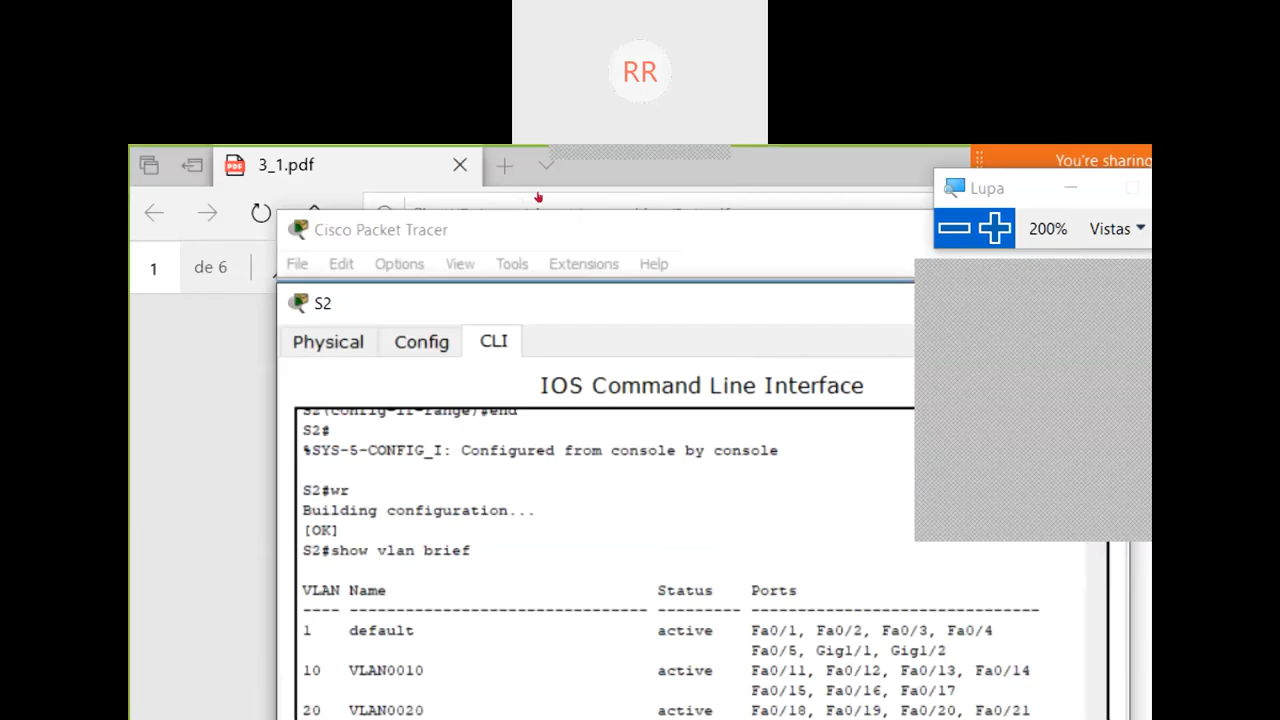 RR
3_1.pdf
You're sharing
Lupa
200% Vistas
1 de 6
Cisco Packet Tracer
File Edit Options View Tools Extensions Help
S2
Physical Config CLI
IOS Command Line Interface
S2(config-if-range)#end
S2#
%SYS-5-CONFIG_I: Configured from console by console
S2#wr
Building configuration...
[OK]
S2#show vlan brief
VLAN Name Status Ports
---- -------------------------------- --------- -------------------------------
1 default active Fa0/1, Fa0/2, Fa0/3, Fa0/4
Fa0/5, Gig1/1, Gig1/2
10 VLAN0010 active Fa0/11, Fa0/12, Fa0/13, Fa0/14
Fa0/15, Fa0/16, Fa0/17
20 VLAN0020 active Fa0/18, Fa0/19, Fa0/20, Fa0/21